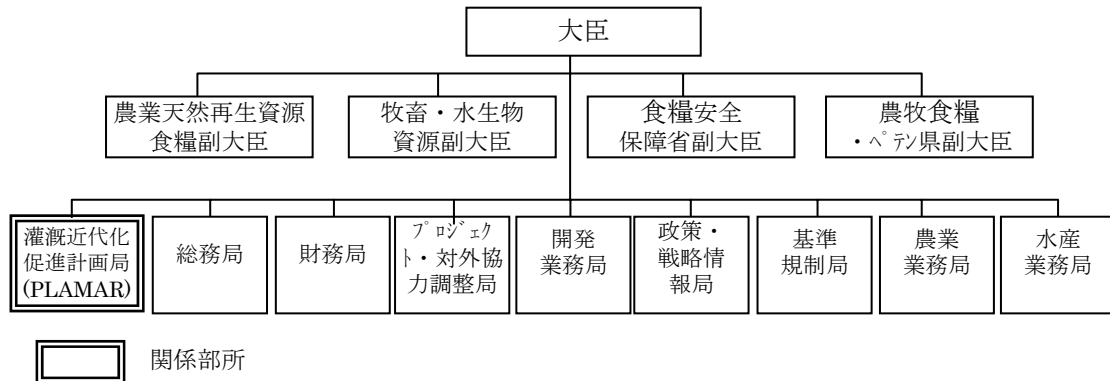 大臣
農業天然再生資源
食糧副大臣
牧畜・水生物
資源副大臣
食糧安全
保障省副大臣
農牧食糧
・ﾍﾟﾃﾝ県副大臣
灌漑近代化
促進計画局
(PLAMAR)
総務局
財務局
ﾌﾟﾛｼﾞｪｸ
ﾄ・対外協
力調整局
開発
業務局
政策・
戦略情
報局
基準
規制局
農業
業務局
水産
業務局
関係部所